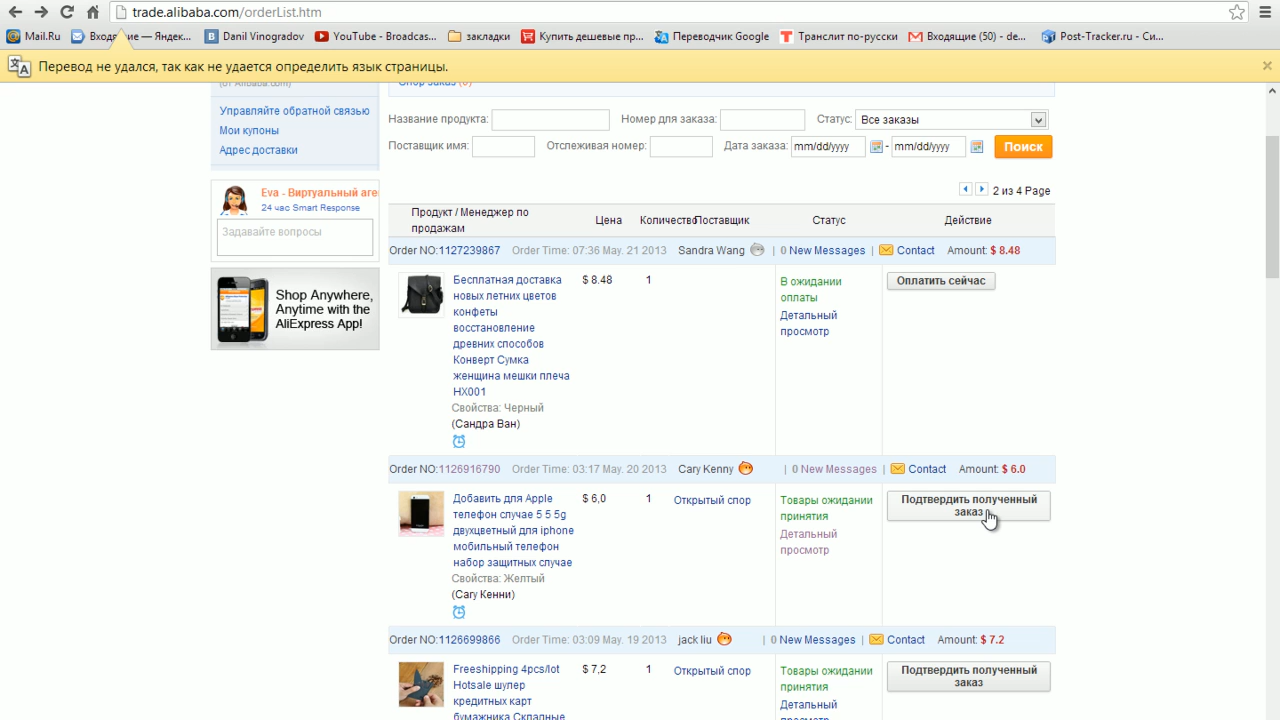 trade.alibaba.com/orderList.htm
Mail.Ru
Входящие — Яндек...
Danil Vinogradov
YouTube - Broadcas...
закладки
Купить дешевые пр...
Переводчик Google
Транслит по-русски
Входящие (50) - de...
Post-Tracker.ru - Си...
Перевод не удался, так как не удается определить язык страницы.
(от Alibaba.com)
Управляйте обратной связью
Мои купоны
Адрес доставки
Eva - Виртуальный аге
24 час Smart Response
Задавайте вопросы
Shop Anywhere,
Anytime with the
AliExpress App!
Спор заказ (0)
Название продукта:
Номер для заказа:
Статус:
Все заказы
Поставщик имя:
Отслеживая номер:
Дата заказа:
mm/dd/yyyy
-
mm/dd/yyyy
Поиск
2 из 4 Page
Продукт / Менеджер по
продажам
Цена
Количество
Поставщик
Статус
Действие
Order NO:1127239867 Order Time: 07:36 May. 21 2013 Sandra Wang | 0 New Messages | Contact Amount: $ 8.48
Бесплатная доставка
новых летних цветов
конфеты
восстановление
древних способов
Конверт Сумка
женщина мешки плеча
HX001
Свойства: Черный
(Сандра Ван)
$ 8.48
1
В ожидании
оплаты
Детальный
просмотр
Оплатить сейчас
Order NO:1126916790 Order Time: 03:17 May. 20 2013 Cary Kenny | 0 New Messages | Contact Amount: $ 6.0
Добавить для Apple
телефон случае 5 5 5g
двухцветный для iphone
мобильный телефон
набор защитных случае
Свойства: Желтый
(Cary Кенни)
$ 6,0
1
Открытый спор
Товары ожидании
принятия
Детальный
просмотр
Подтвердить полученный
заказ
Order NO:1126699866 Order Time: 03:09 May. 19 2013 jack liu | 0 New Messages | Contact Amount: $ 7.2
Freeshipping 4pcs/lot
Hotsale шулер
кредитных карт
бумажника Складные
$ 7,2
1
Открытый спор
Товары ожидании
принятия
Детальный
просмотр
Подтвердить полученный
заказ